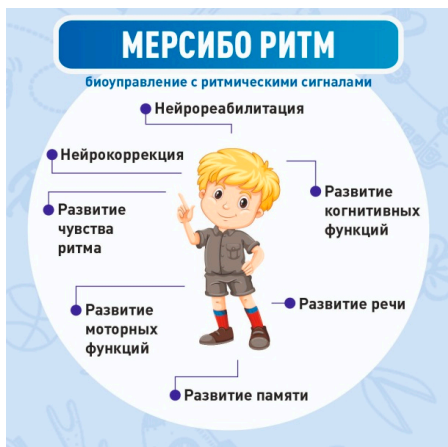 МЕРСИБО РИТМ
биоуправление с ритмическими сигналами
Нейрореабилитация
Нейрокоррекция
Развитие
чувства
ритма
Развитие
когнитивных
функций
Развитие
моторных
функций
Развитие речи
Развитие памяти